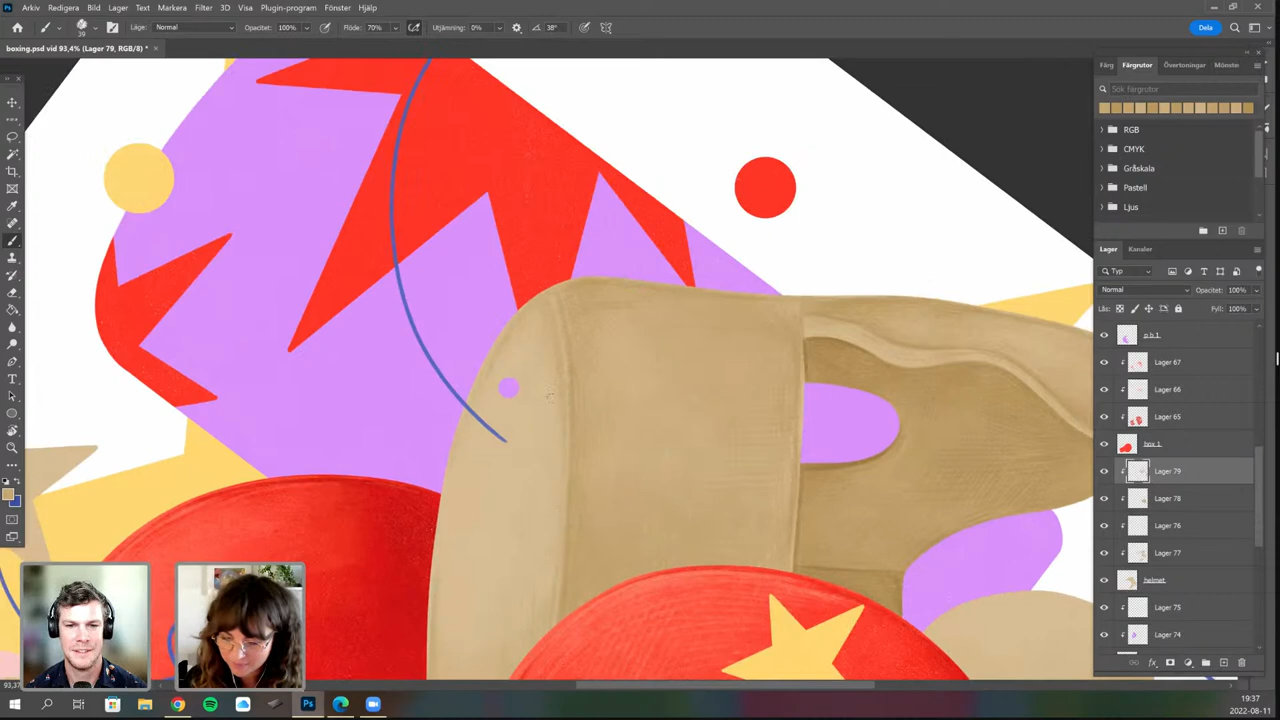 Arkiv Redigera Bild Lager Text Markera Filter 3D Visa Plugin-program Fönster Hjälp
39 Läge: Normal Opacitet: 100% Flöde: 70% Utjämning: 0% 38° Dela
boxing.psd vid 93,4% (Lager 79, RGB/8) *
Färg Färgrutor Övertoningar Mönste
Sök färgrutor
RGB
CMYK
Gråskala
Pastell
Ljus
Lager Kanaler
Typ
Normal Opacitet: 100%
Lås: Fyll: 100%
p b 1
Lager 67
Lager 66
Lager 65
box 1
Lager 79
Lager 78
Lager 76
Lager 77
helmet
Lager 75
Lager 74
fx
19:37
2022-08-11